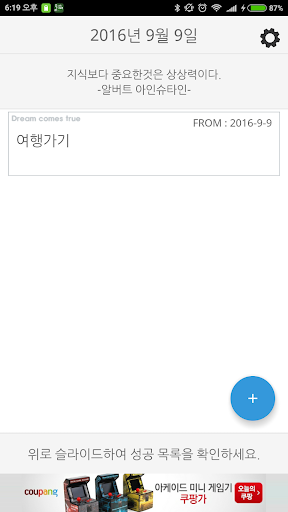 6:19 오후
87%
2016년 9월 9일
지식보다 중요한것은 상상력이다.
-알버트 아인슈타인-
Dream comes true
FROM : 2016-9-9
여행가기
+
위로 슬라이드하여 성공 목록을 확인하세요.
coupang
아케이드 미니 게임기
쿠팡가
오늘의
쿠팡